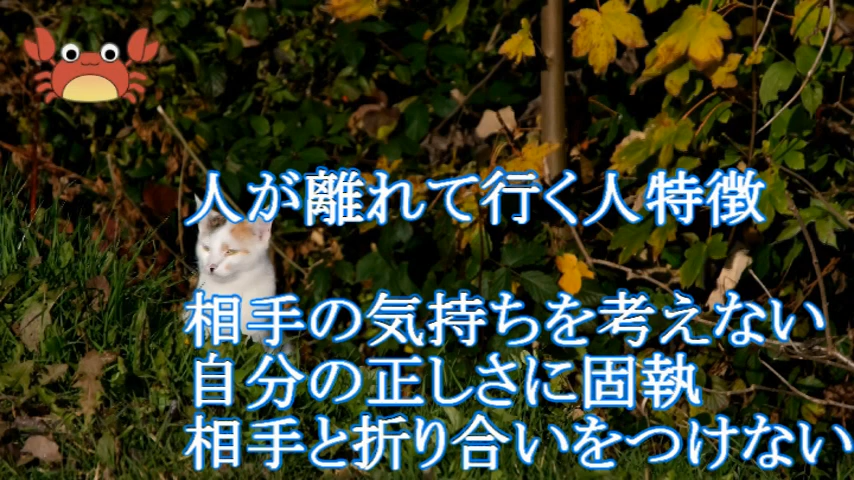 人が離れて行く人特徴
相手の気持ちを考えない
自分の正しさに固執
相手と折り合いをつけない